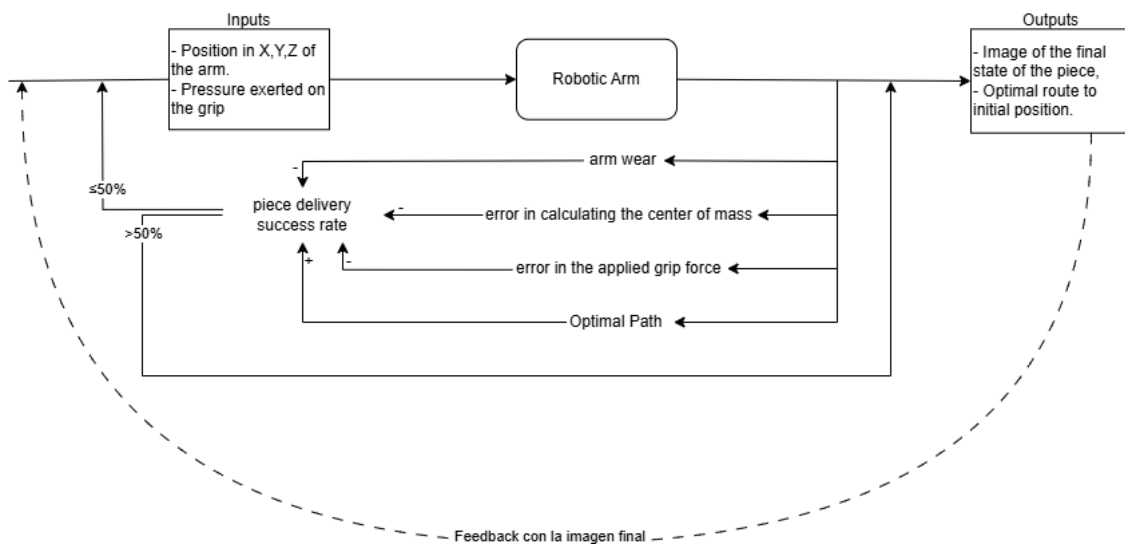 Inputs
Outputs
- Position in X,Y,Z of
the arm.
- Pressure exerted on
the grip
Robotic Arm
- Image of the final
state of the piece,
- Optimal route to
initial position.
-
arm wear
≤50%
piece delivery
success rate
-
error in calculating the center of mass
>50%
+
-
error in the applied grip force
Optimal Path
Feedback con la imagen final